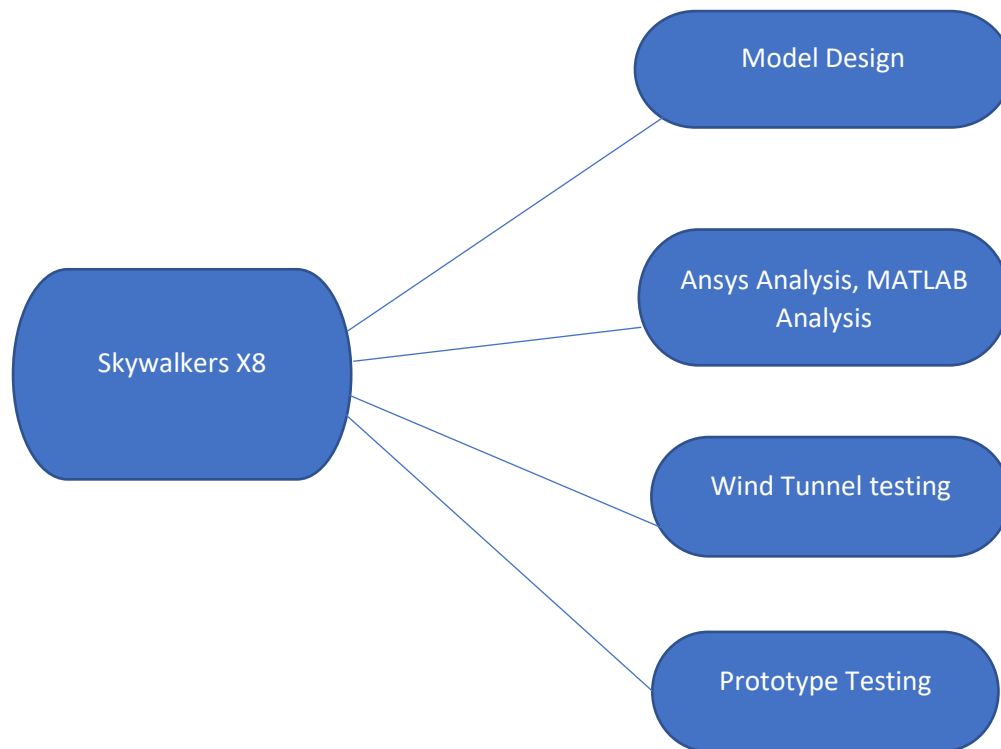 Model Design
Ansys Analysis, MATLAB
Analysis
Skywalkers X8
Wind Tunnel testing
Prototype Testing